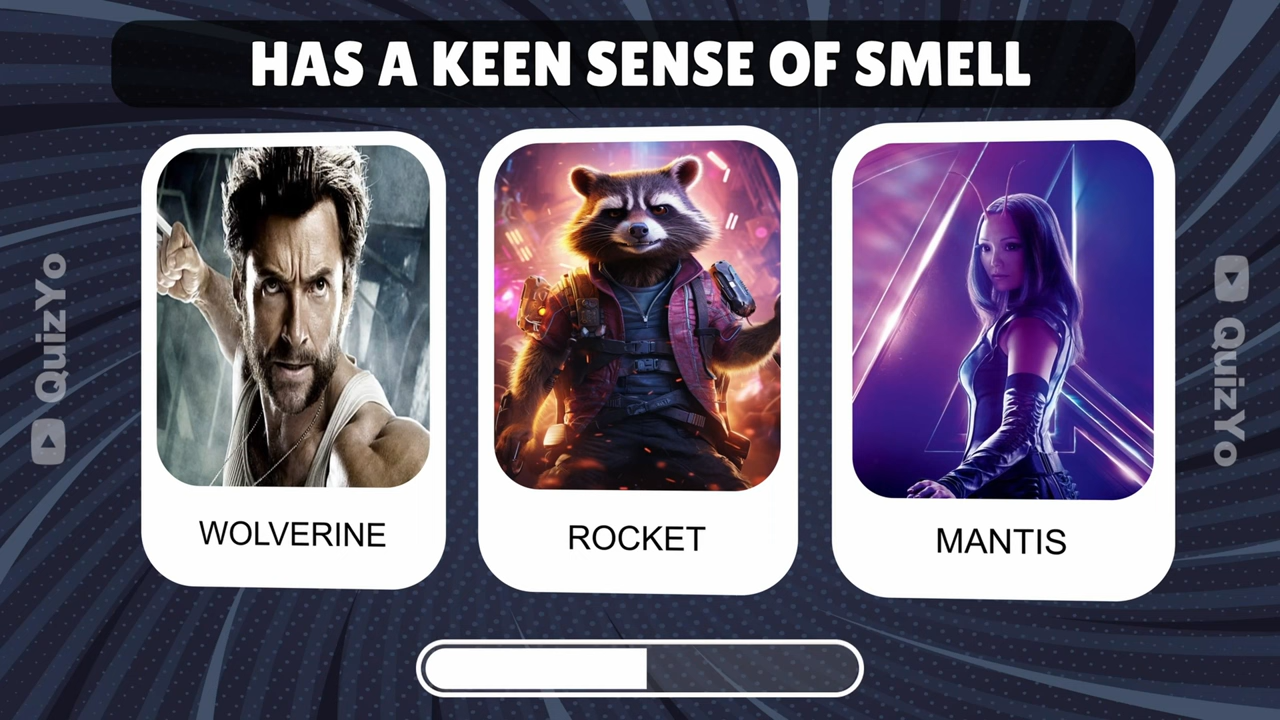 HAS A KEEN SENSE OF SMELL
QuizYo
QuizYo
WOLVERINE
ROCKET
MANTIS